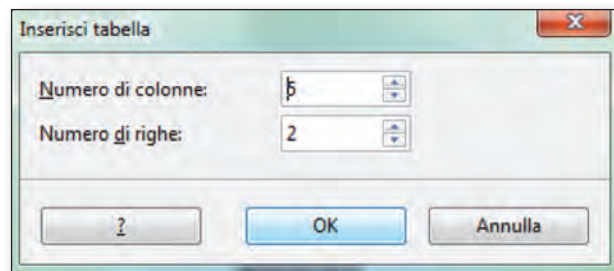 Inserisci tabella
Numero di colonne: 5
Numero di righe: 2
? OK Annulla